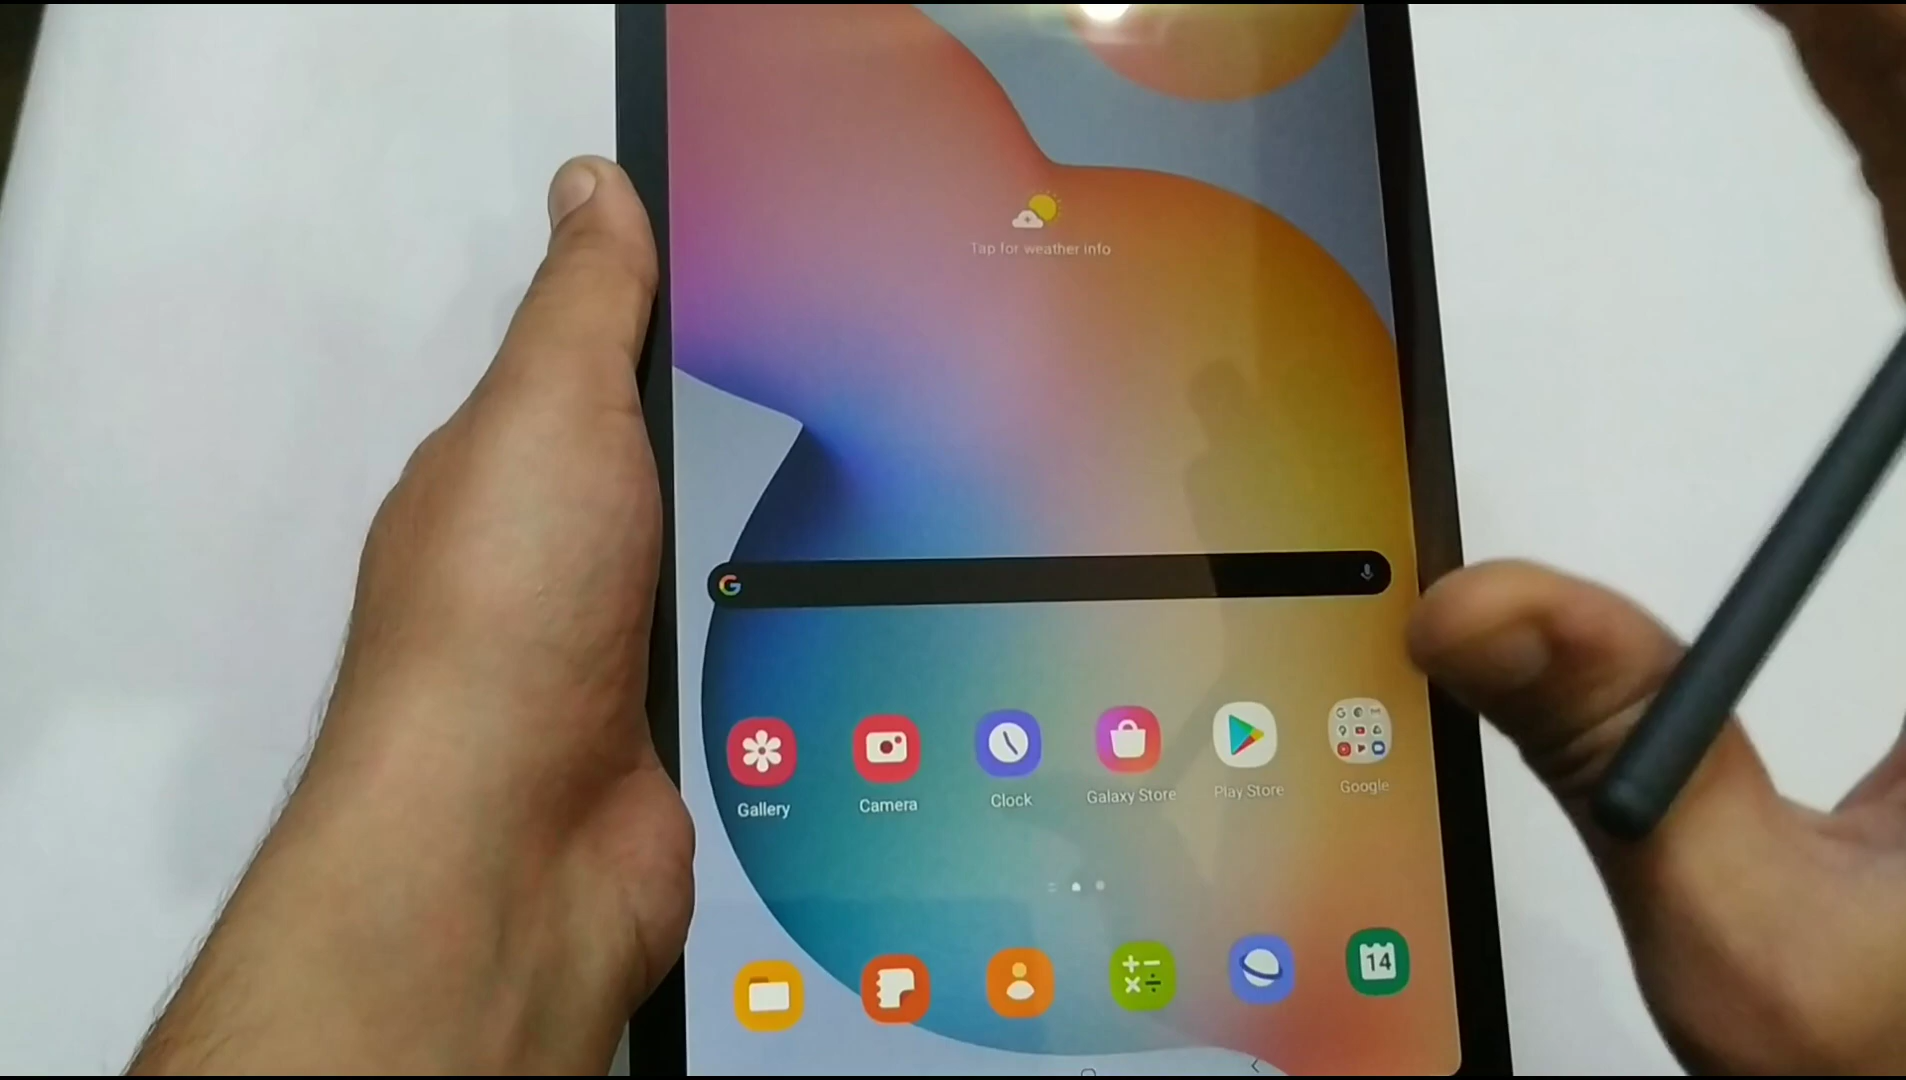 Tap for weather info
G
Gallery
Camera
Clock
Galaxy Store
Play Store
Google
14